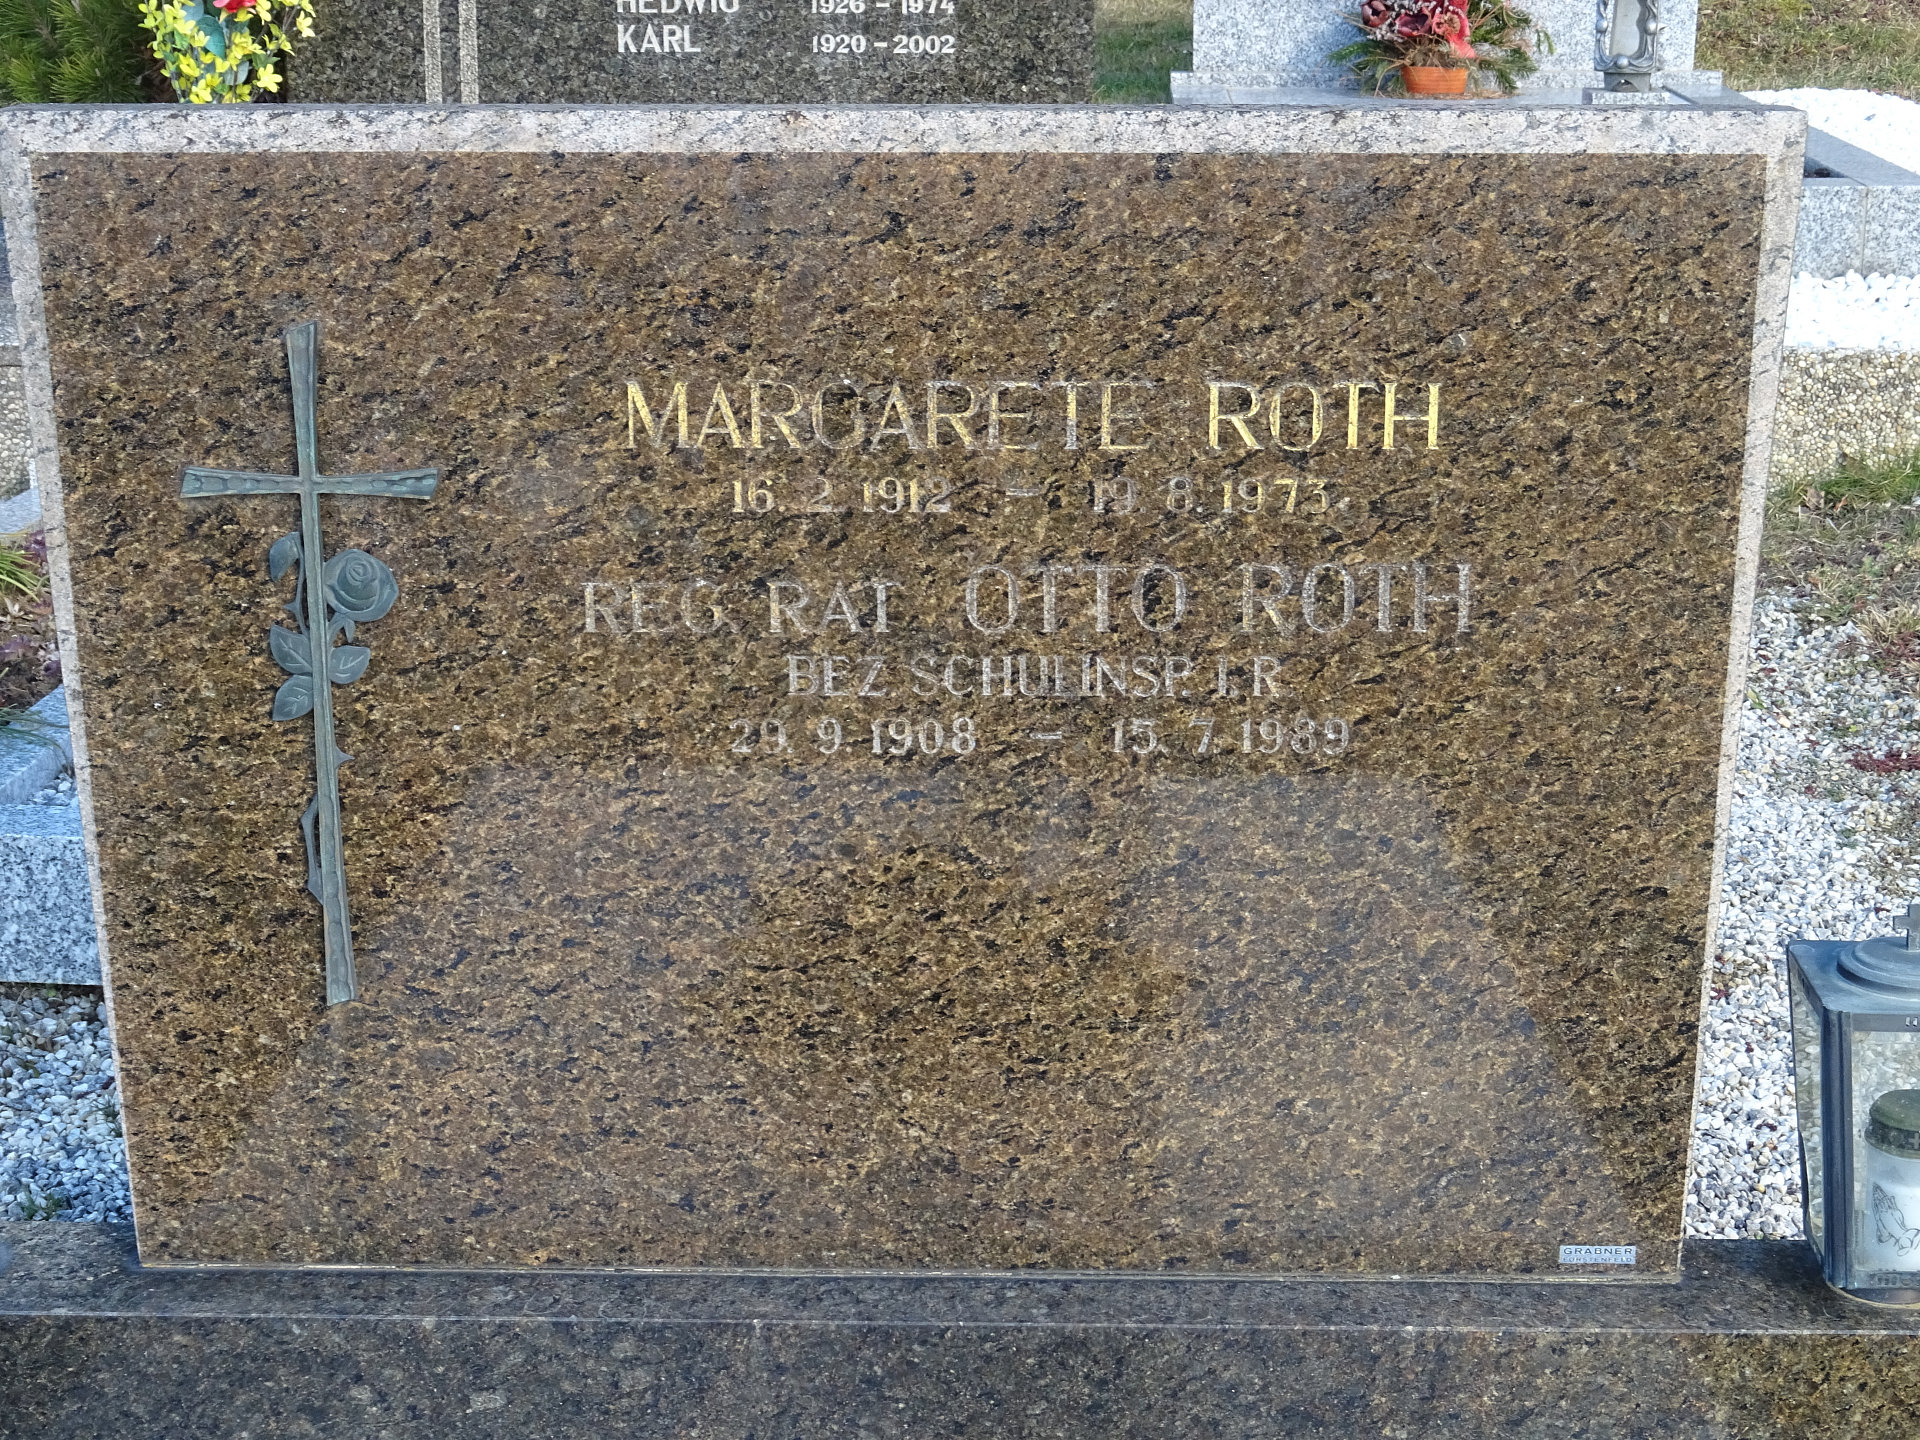 HEDWIG 1926 – 1974
KARL 1920 – 2002
MARGARETE ROTH
16. 2. 1912 – 19. 8. 1973
REG. RAT OTTO ROTH
BEZ. SCHULINSP. I. R.
29. 9. 1908 – 15. 7. 1989
GRABNER
FÜRSTENFELD